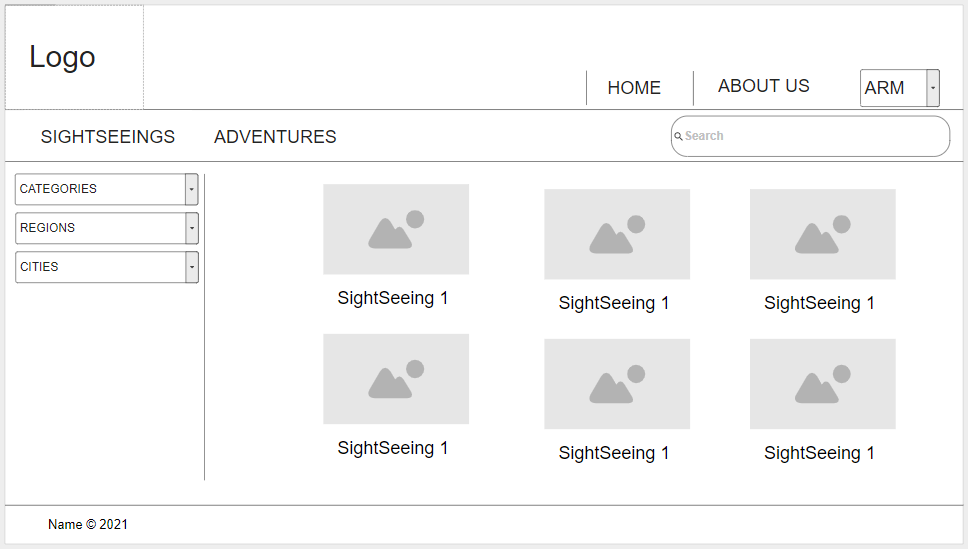 Logo
HOME
ABOUT US
ARM
SIGHTSEEINGS
ADVENTURES
Search
CATEGORIES
REGIONS
CITIES
SightSeeing 1
SightSeeing 1
SightSeeing 1
SightSeeing 1
SightSeeing 1
SightSeeing 1
Name © 2021